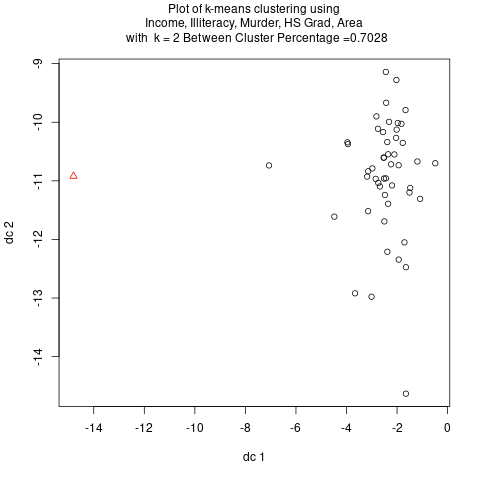 Plot of k-means clustering using
Income, Illiteracy, Murder, HS Grad, Area
with  k = 2 Between Cluster Percentage =0.7028
-9
-10
-11
-12
-13
-14
dc 2
-14
-12
-10
-8
-6
-4
-2
0
dc 1